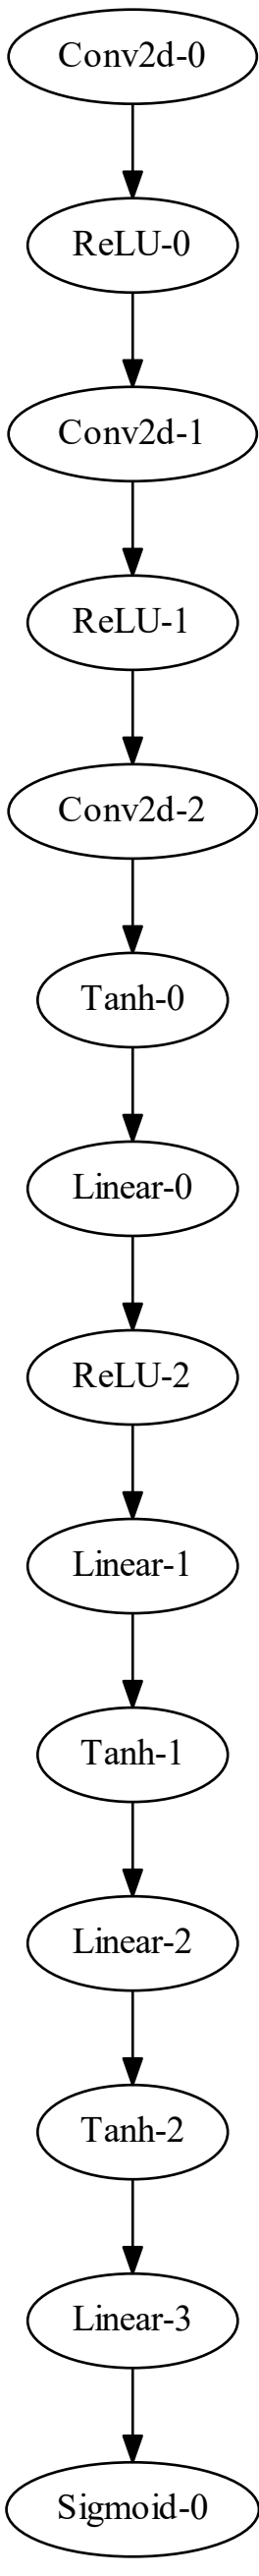 Conv2d-0
ReLU-0
Conv2d-1
ReLU-1
Conv2d-2
Tanh-0
Linear-0
ReLU-2
Linear-1
Tanh-1
Linear-2
Tanh-2
Linear-3
Sigmoid-0